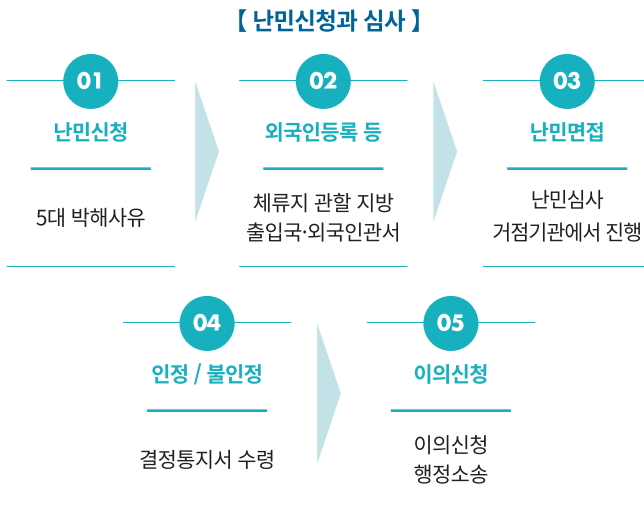 【 난민신청과 심사 】
01
난민신청
5대 박해사유
02
외국인등록 등
체류지 관할 지방
출입국·외국인관서
03
난민면접
난민심사
거점기관에서 진행
04
인정 / 불인정
결정통지서 수령
05
이의신청
이의신청
행정소송